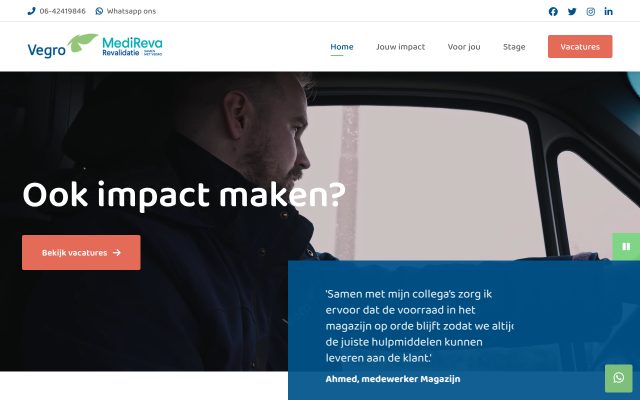 06-42419846 Whatsapp ons
Vegro MediReva
Revalidatie
Home Jouw impact Voor jou Stage Vacatures
Ook impact maken?
Bekijk vacatures
'Samen met mijn collega's zorg ik
ervoor dat de voorraad in het
magazijn op orde blijft zodat we altijd
de juiste hulpmiddelen kunnen
leveren aan de klant.'
Ahmed, medewerker Magazijn